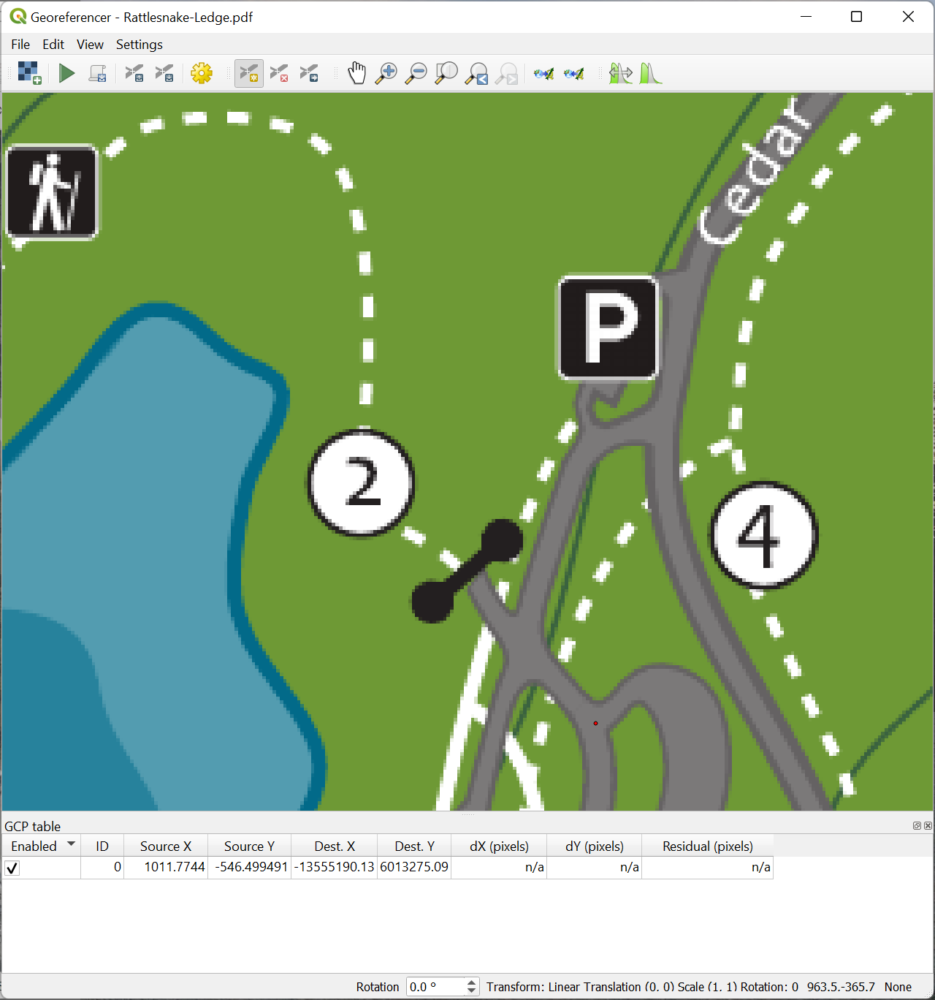 Georeferencer - Rattlesnake-Ledge.pdf
File Edit View Settings
Cedar
P
2
4
GCP table
Enabled ID Source X Source Y Dest. X Dest. Y dX (pixels) dY (pixels) Residual (pixels)
0 1011.7744 -546.499491 -13555190.13 6013275.09 n/a n/a n/a
Rotation 0.0 ° Transform: Linear Translation (0, 0) Scale (1, 1) Rotation: 0 963.5,-365.7 None